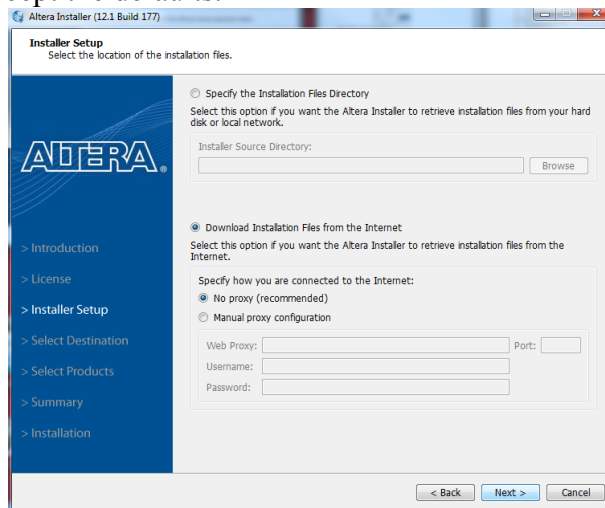 Altera Installer (12.1 Build 177)
Installer Setup
Select the location of the installation files.
Specify the Installation Files Directory
Select this option if you want the Altera Installer to retrieve installation files from your hard
disk or local network.
Installer Source Directory:
Browse
ALTERA®
Download Installation Files from the Internet
Select this option if you want the Altera Installer to retrieve installation files from the
Internet.
> Introduction
> License
> Installer Setup
> Select Destination
> Select Products
> Summary
> Installation
Specify how you are connected to the Internet:
No proxy (recommended)
Manual proxy configuration
Web Proxy:
Port:
Username:
Password:
< Back
Next >
Cancel